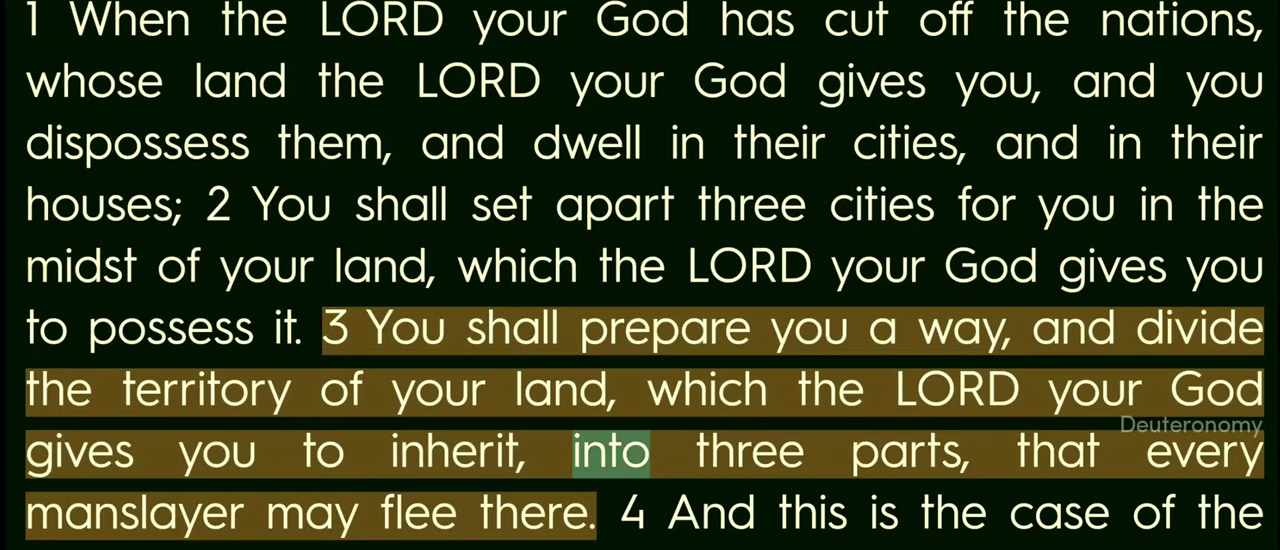 1 When the LORD your God has cut off the nations,
whose land the LORD your God gives you, and you
dispossess them, and dwell in their cities, and in their
houses; 2 You shall set apart three cities for you in the
midst of your land, which the LORD your God gives you
to possess it. 3 You shall prepare you a way, and divide
the territory of your land, which the LORD your God
Deuteronomy
gives you to inherit, into three parts, that every
manslayer may flee there. 4 And this is the case of the